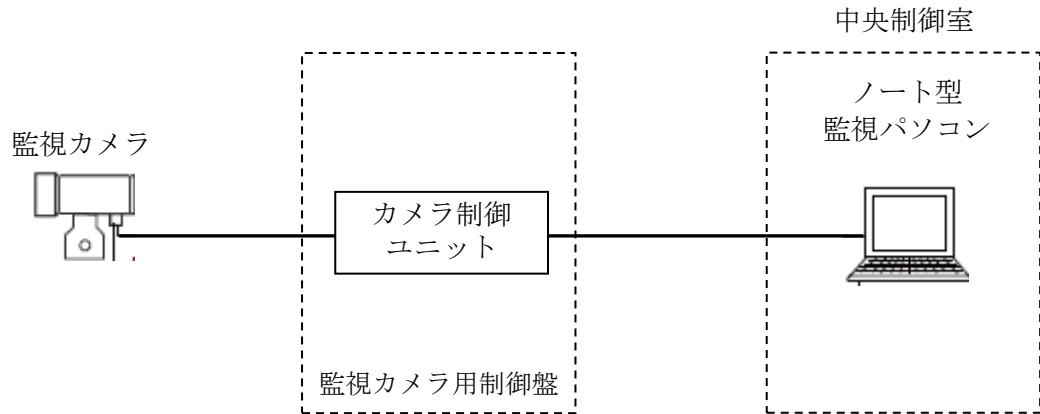 中央制御室
ノート型
監視パソコン
監視カメラ
カメラ制御
ユニット
監視カメラ用制御盤